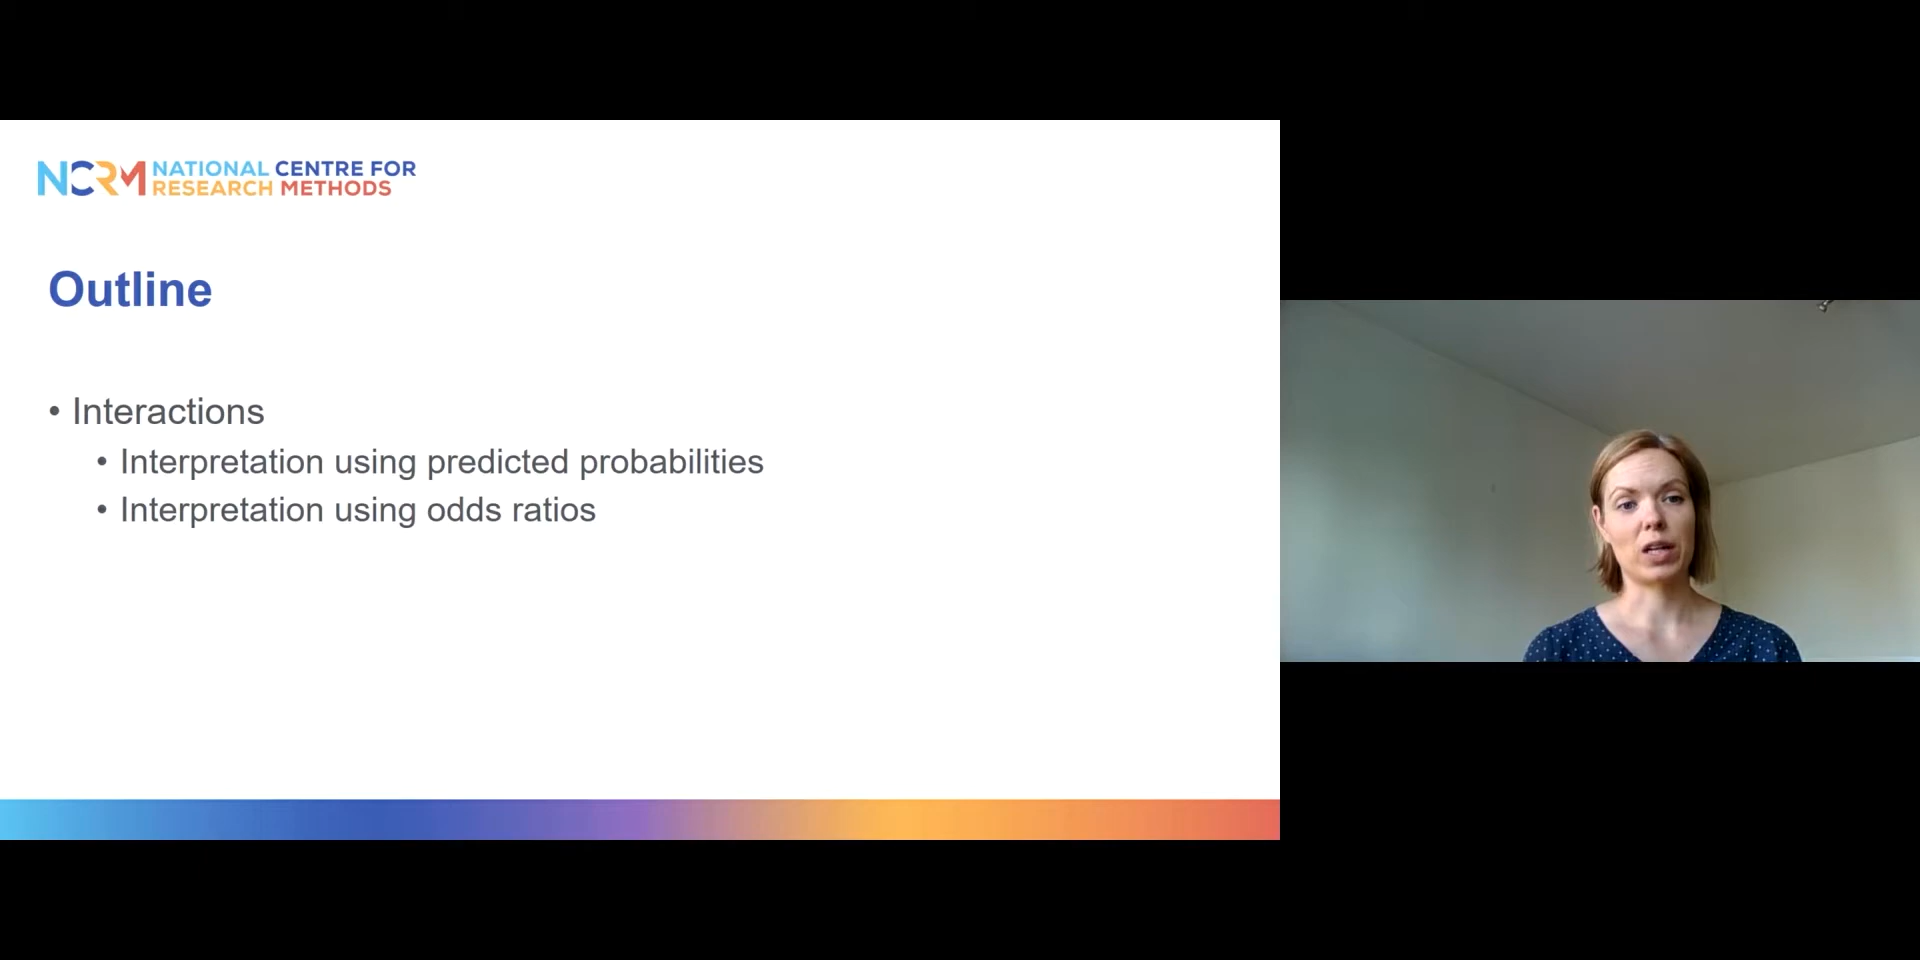 NCRM NATIONAL CENTRE FOR
RESEARCH METHODS
Outline
• Interactions
• Interpretation using predicted probabilities
• Interpretation using odds ratios